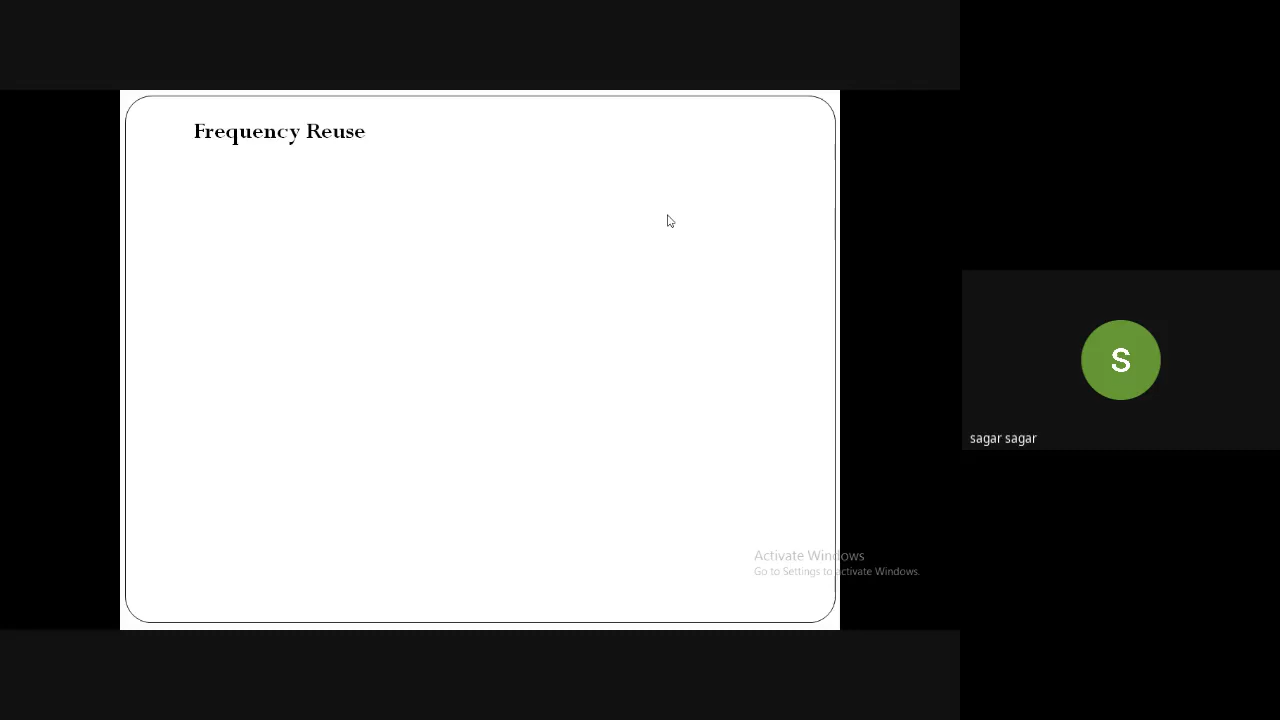 Frequency Reuse
S
sagar sagar
Activate Windows
Go to Settings to activate Windows.